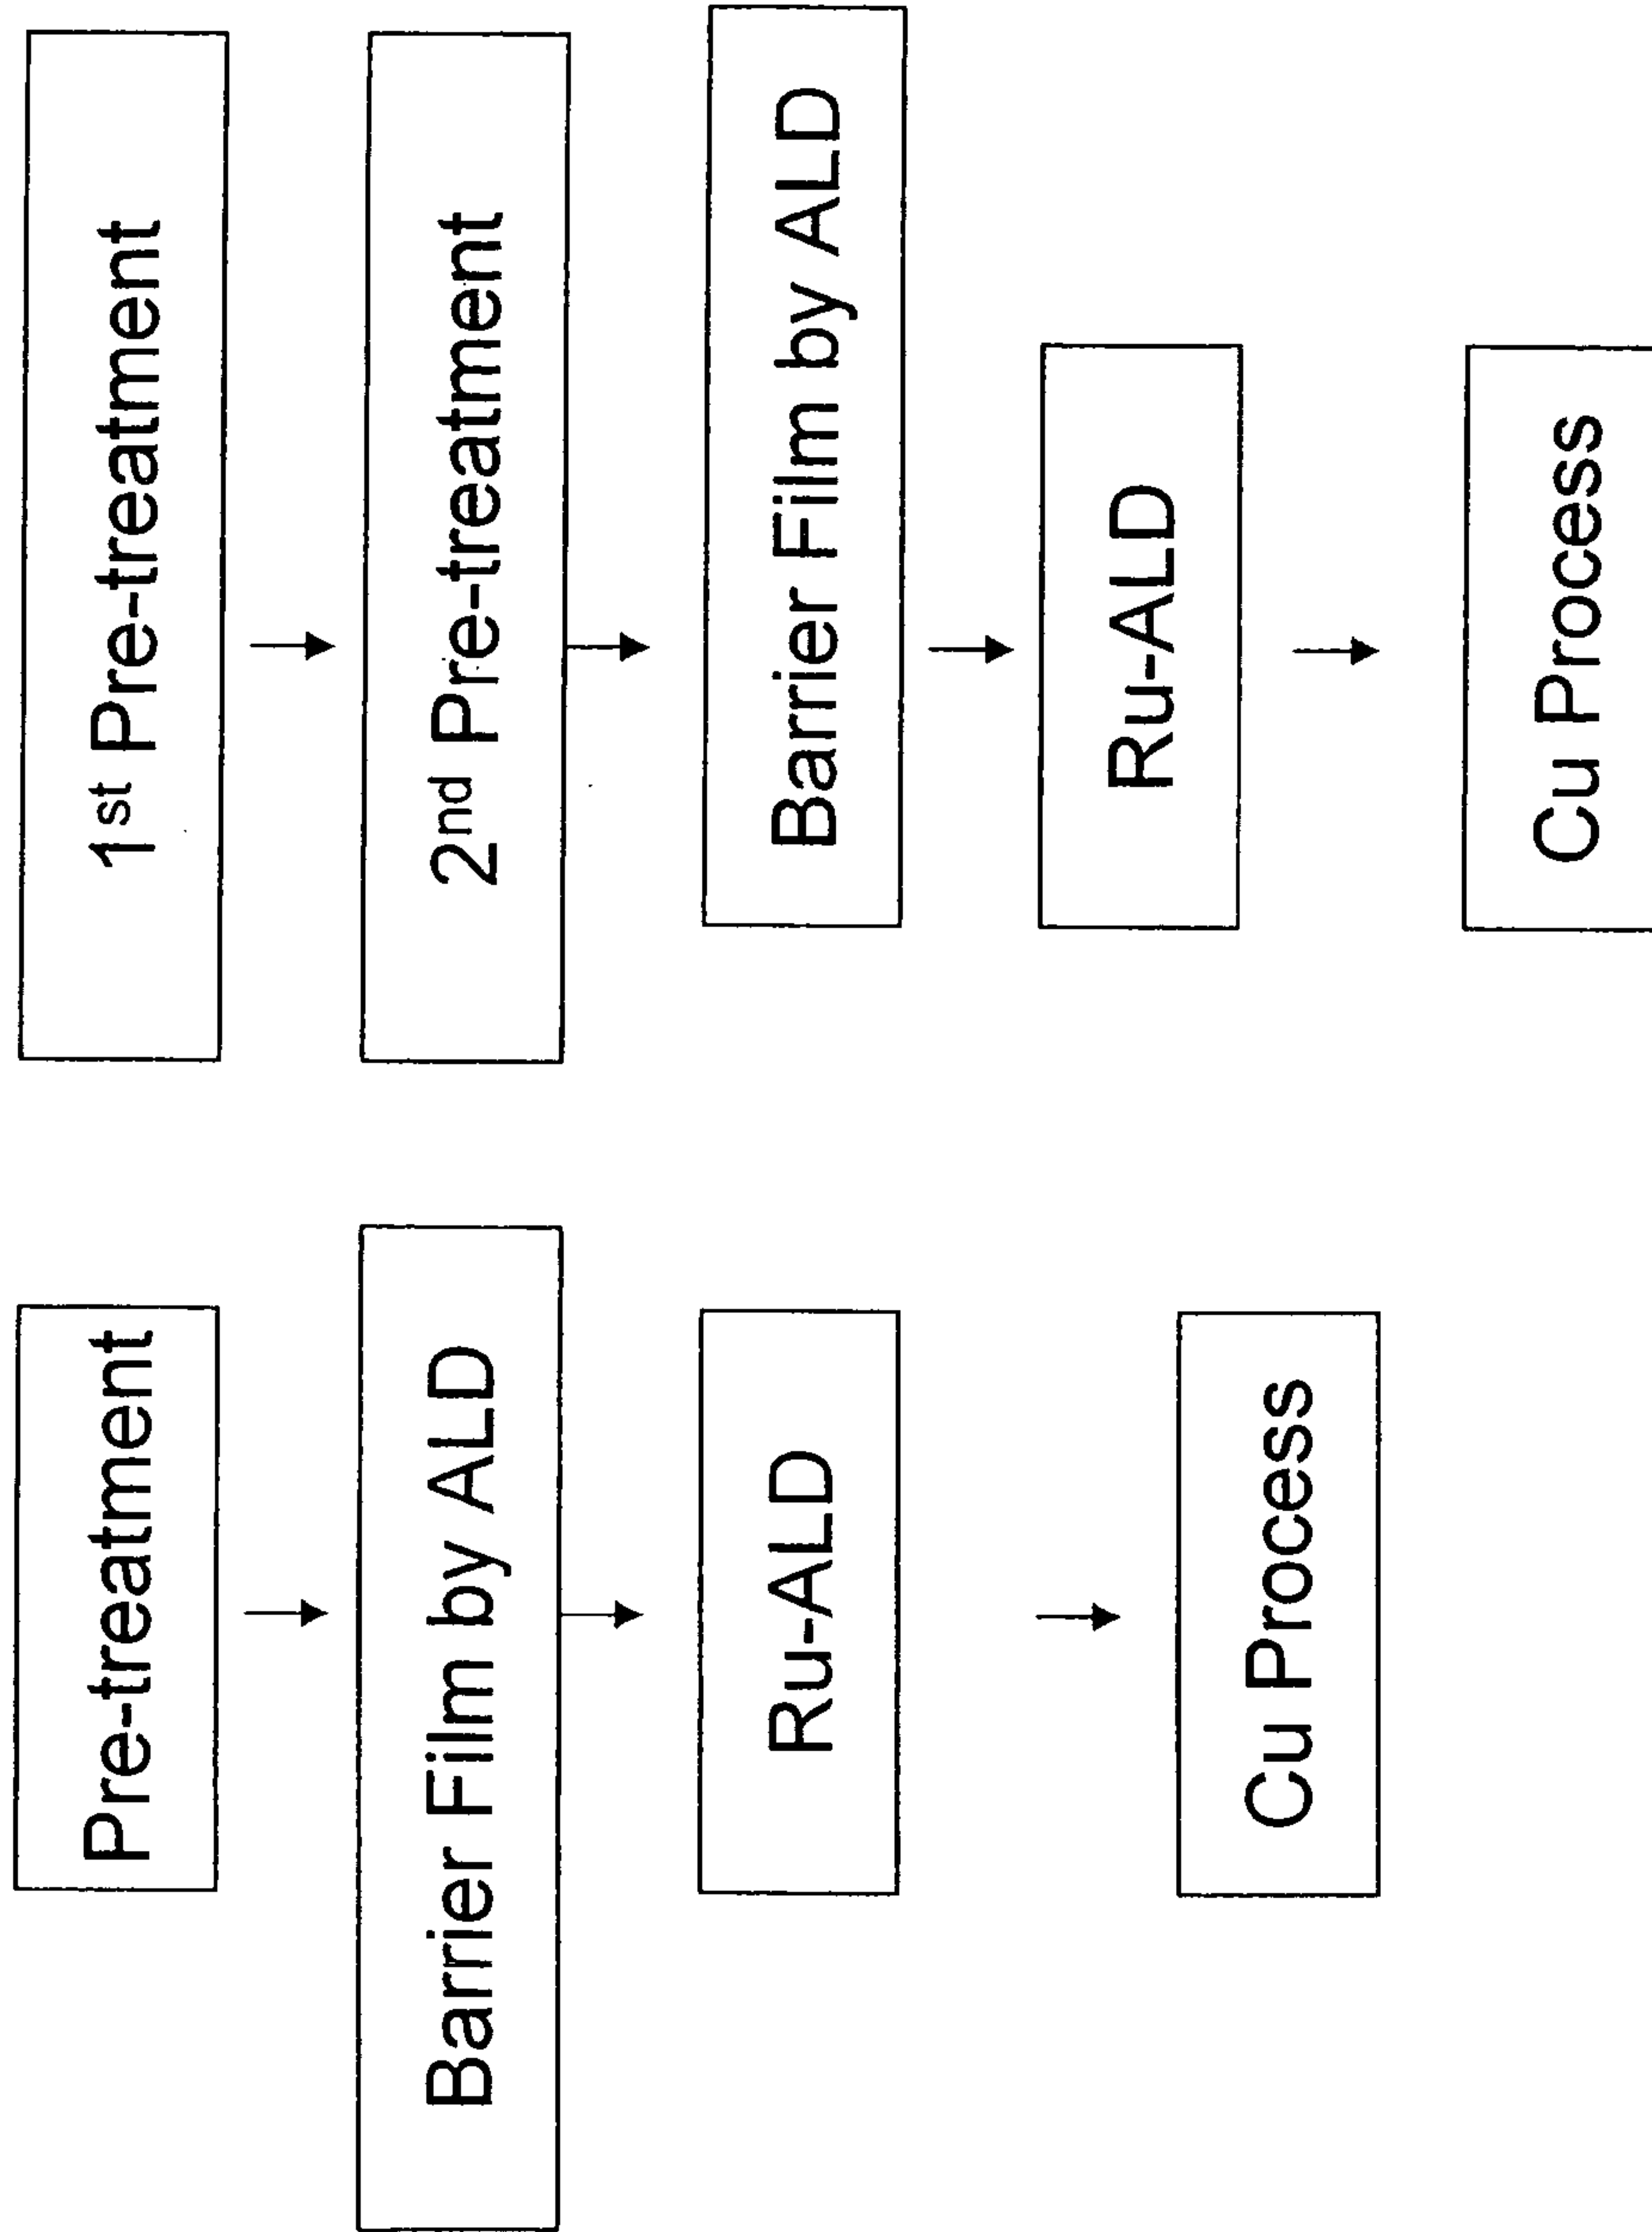 Pre-treatment
Barrier Film by ALD
Ru-ALD
Cu Process
1st Pre-treatment
2nd Pre-treatment
Barrier Film by ALD
Ru-ALD
Cu Process